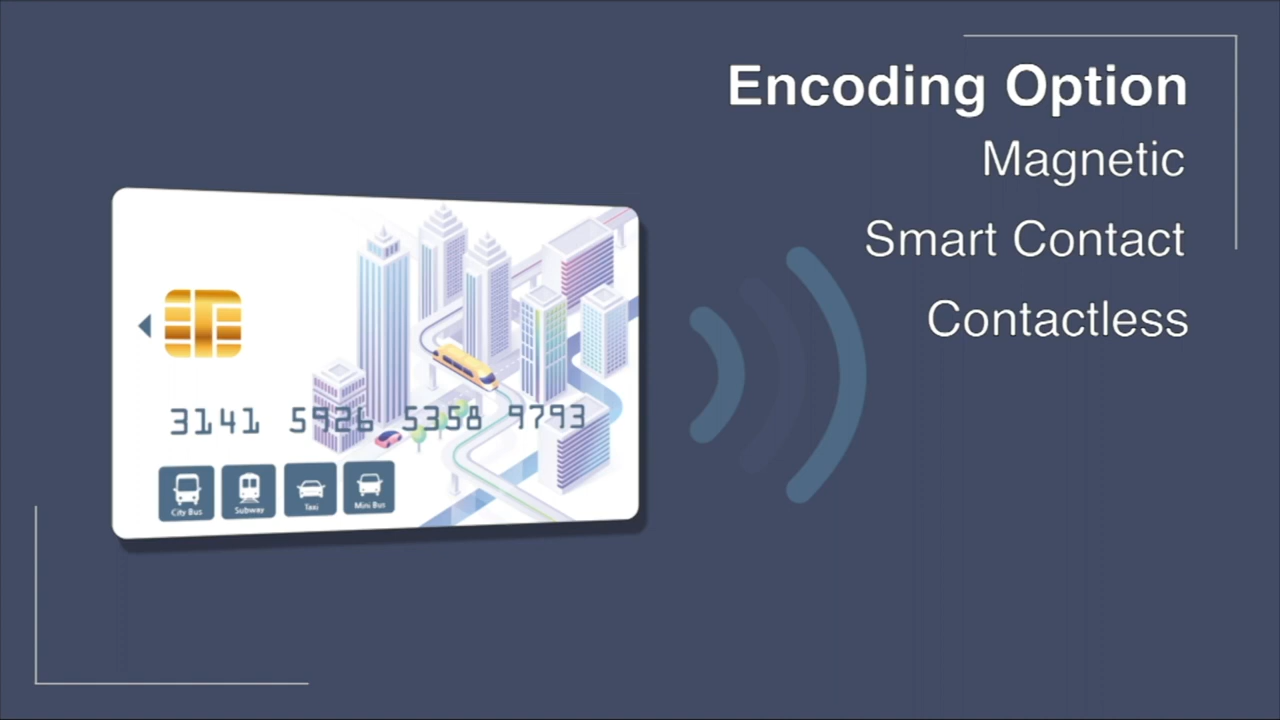 Encoding Option
Magnetic
Smart Contact
Contactless
3141 5926 5358 9793
City Bus
Subway
Taxi
Mini Bus